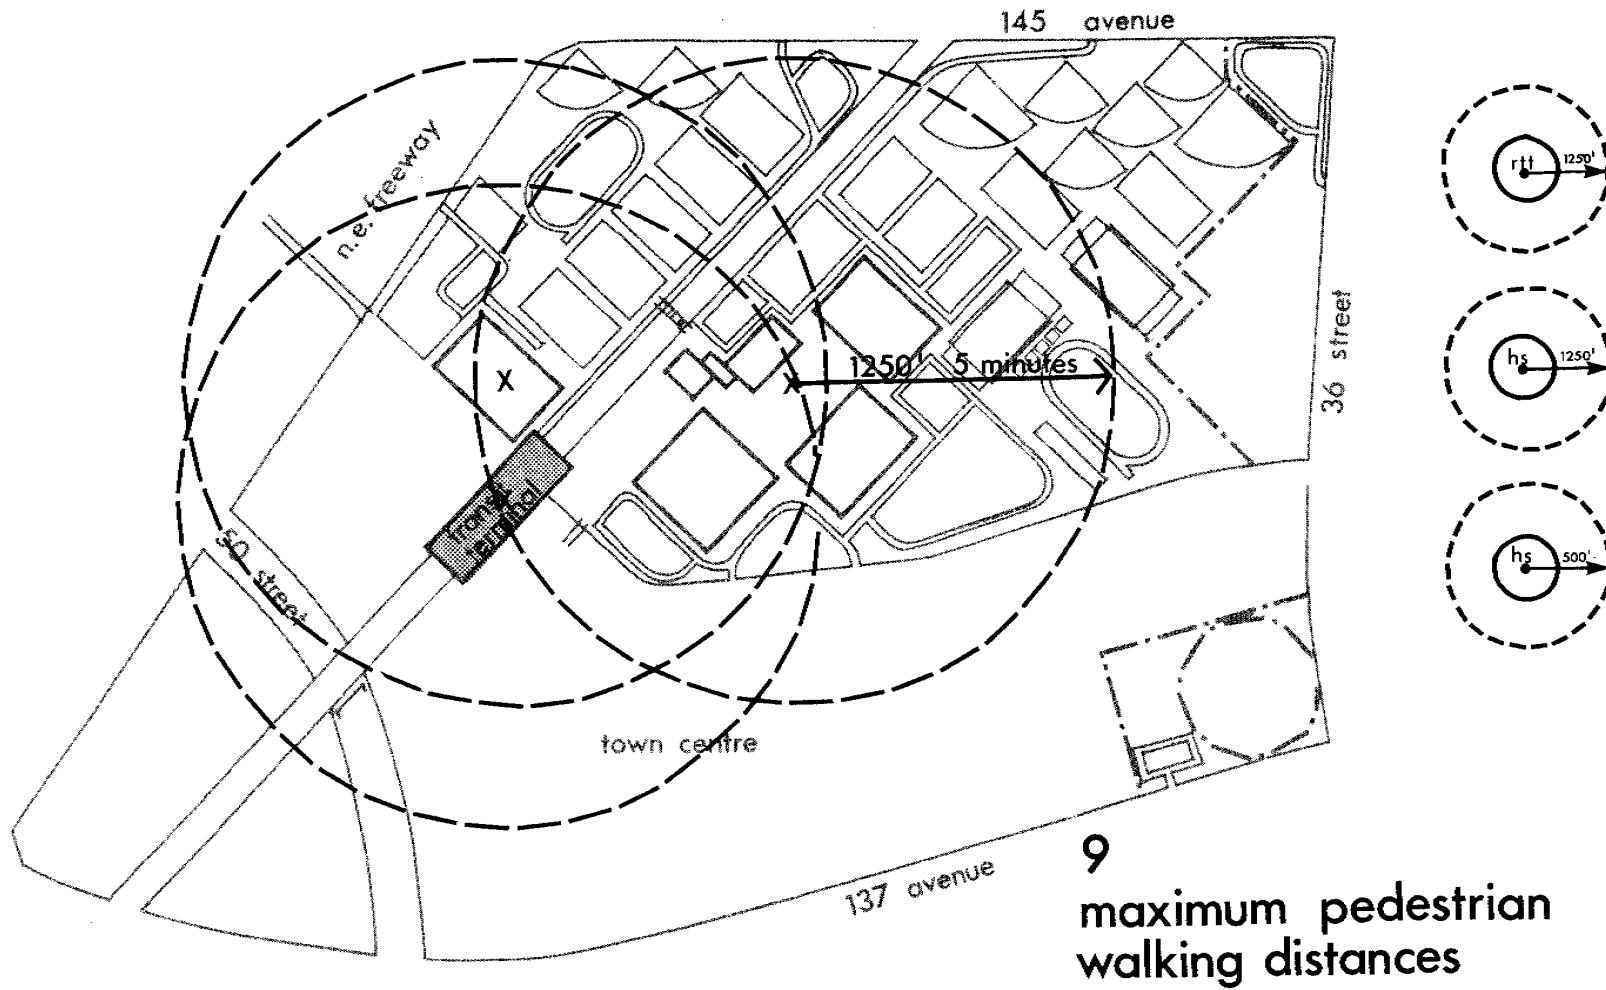 145 avenue
n.e. freeway
rtt 1250'
36 street
hs 1250'
X
X 1250' 5 minutes
transit
terminal
50 street
hs 500'
town centre
137 avenue
9
maximum pedestrian
walking distances